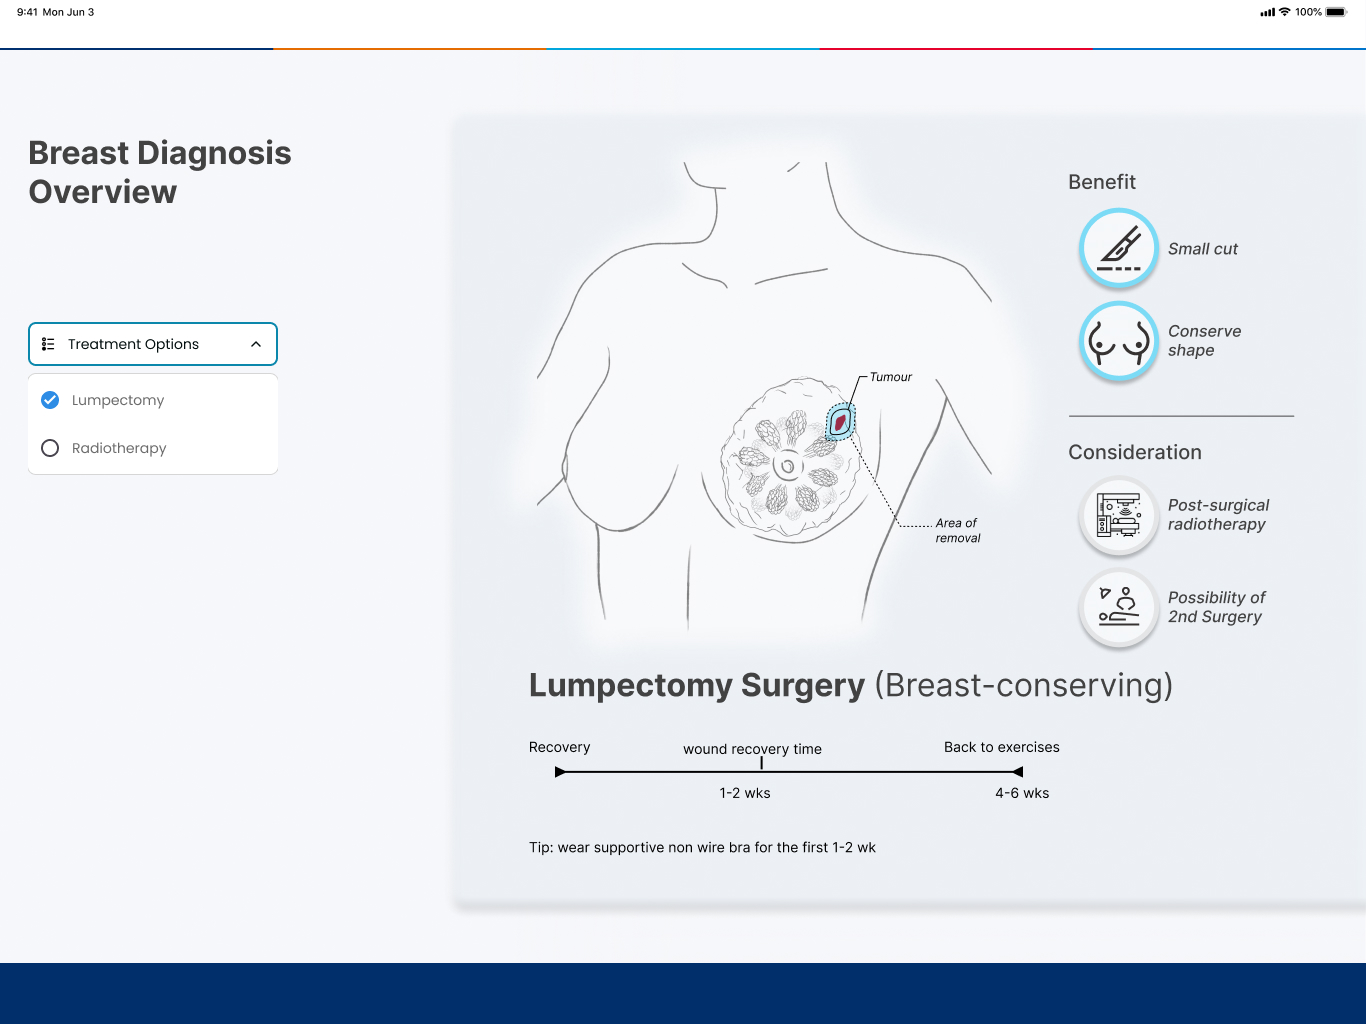 9:41 Mon Jun 3
100%
Breast Diagnosis
Overview
Treatment Options
Lumpectomy
Radiotherapy
Tumour
Area of
removal
Benefit
Small cut
Conserve
shape
Consideration
Post-surgical
radiotherapy
Possibility of
2nd Surgery
Lumpectomy Surgery (Breast-conserving)
Recovery
wound recovery time
Back to exercises
1-2 wks
4-6 wks
Tip: wear supportive non wire bra for the first 1-2 wk